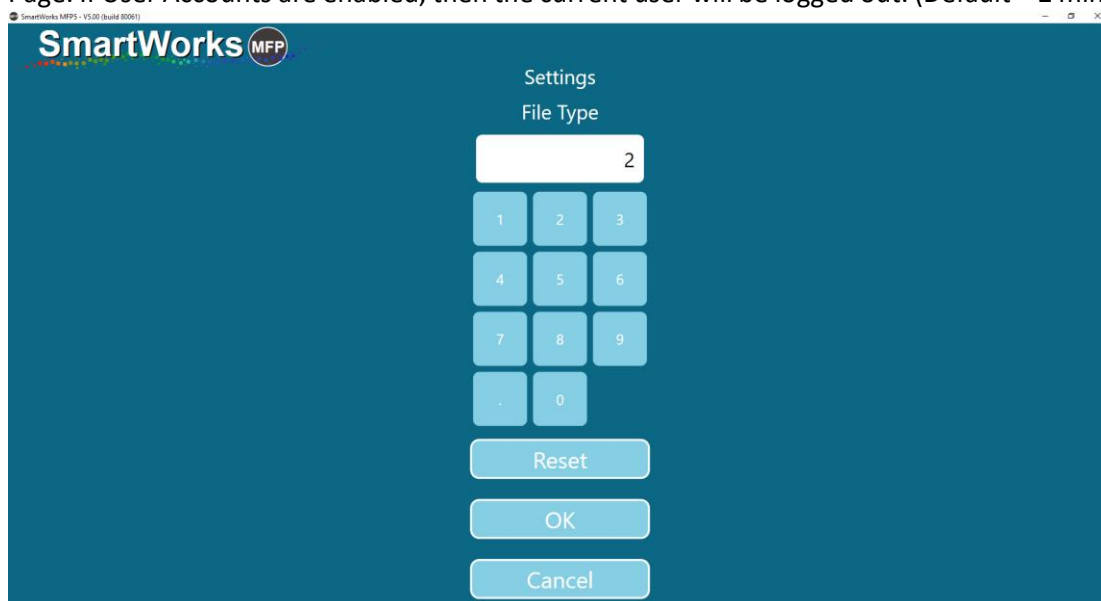 Page. If User Accounts are enabled, then the current user will be logged out. (Default = 2 min
SmartWorks MFP5 - V5.00 (build 80061)
SmartWorks MFP
Settings
File Type
2
1 2 3
4 5 6
7 8 9
. 0
Reset
OK
Cancel